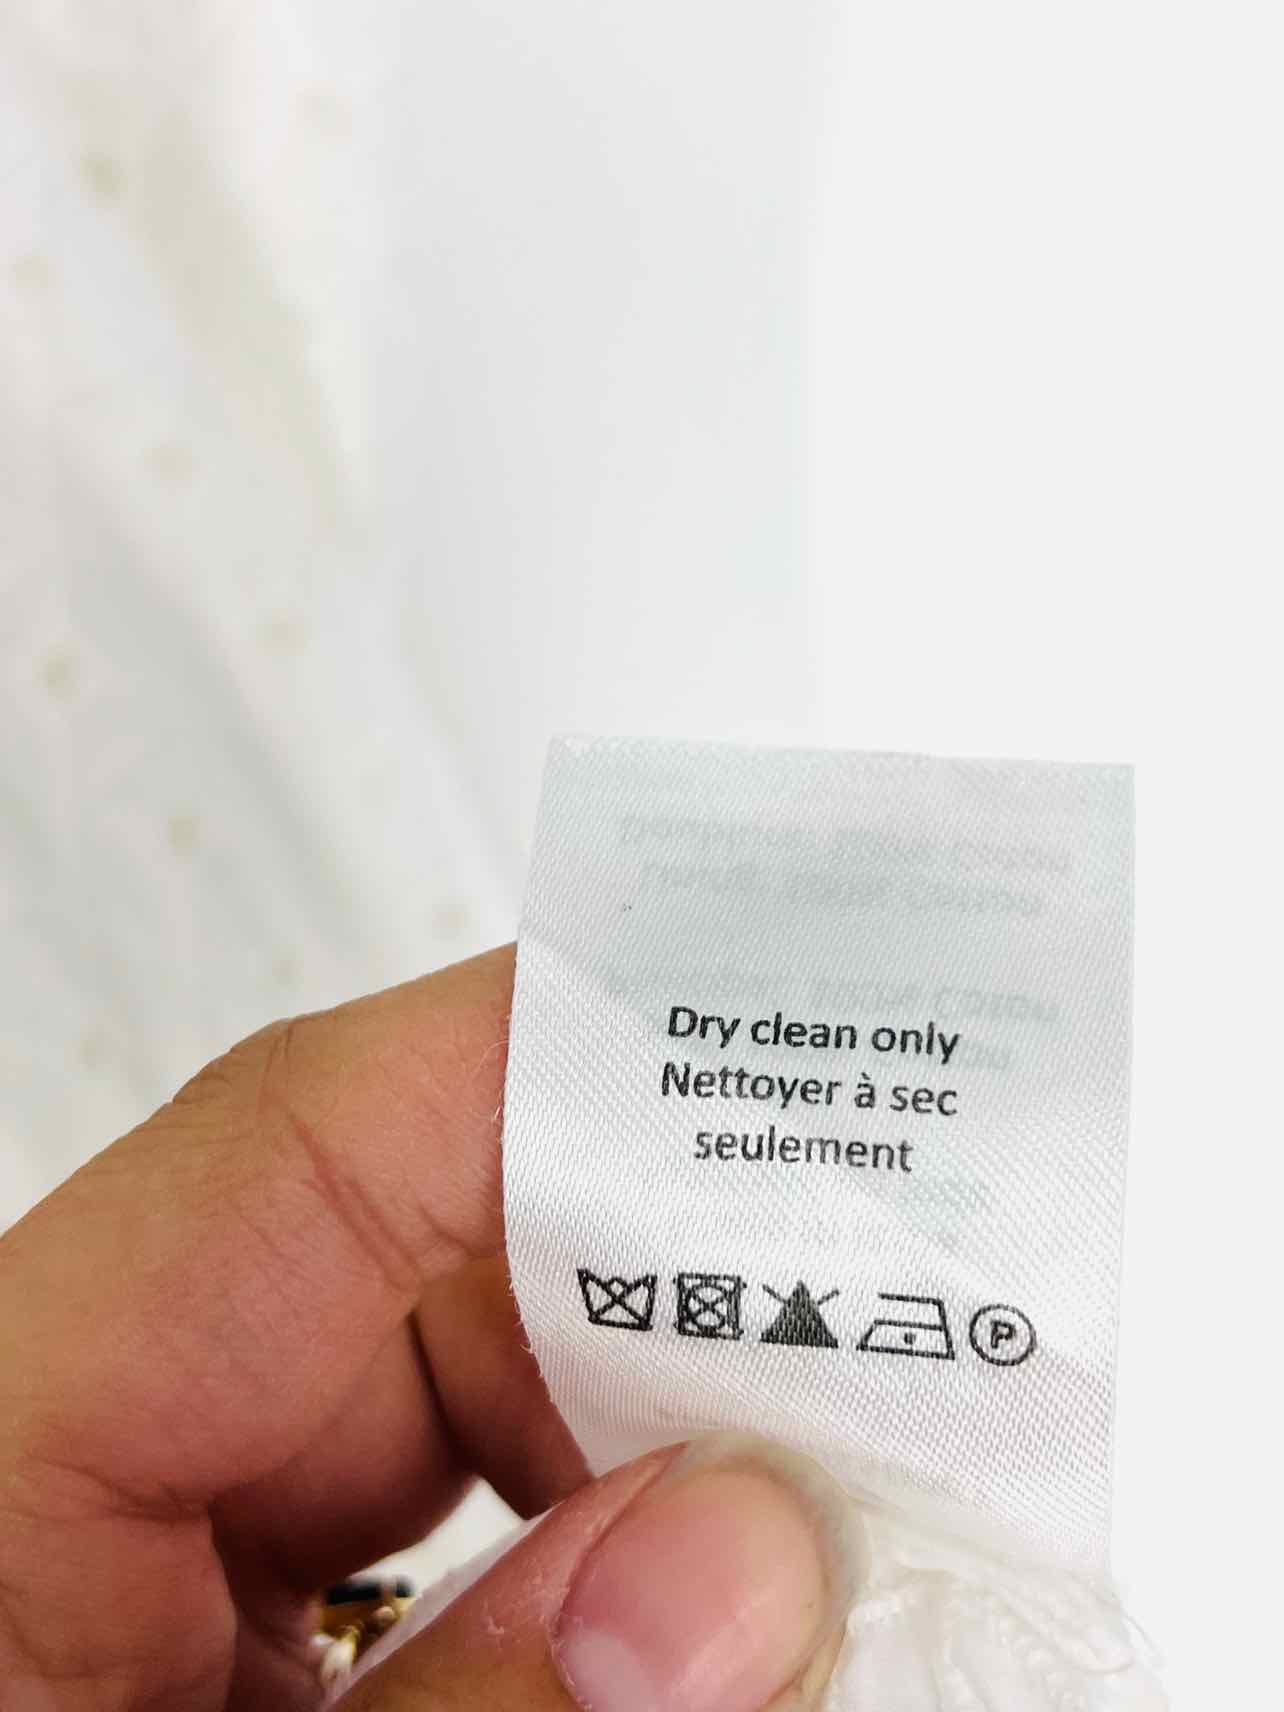 Dry clean only
Nettoyer à sec
seulement
P